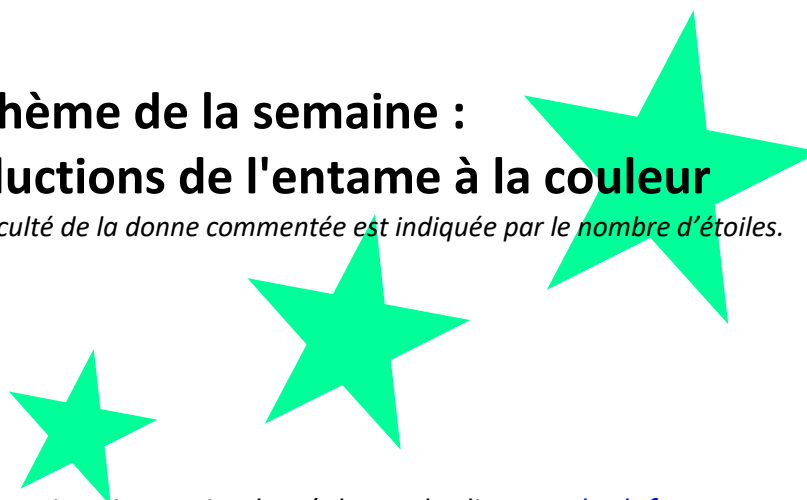 hème de la semaine :
uctions de l'entame à la couleur
culté de la donne commentée est indiquée par le nombre d’étoiles.